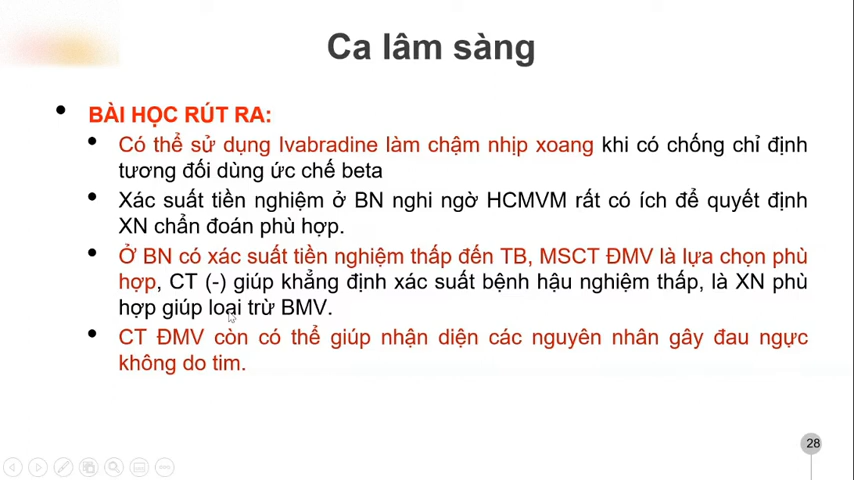 Ca lâm sàng
• BÀI HỌC RÚT RA:
• Có thể sử dụng Ivabradine làm chậm nhịp xoang khi có chống chỉ định
tương đối dùng ức chế beta
• Xác suất tiền nghiệm ở BN nghi ngờ HCMVM rất có ích để quyết định
XN chẩn đoán phù hợp.
• Ở BN có xác suất tiền nghiệm thấp đến TB, MSCT ĐMV là lựa chọn phù
hợp, CT (-) giúp khẳng định xác suất bệnh hậu nghiệm thấp, là XN phù
hợp giúp loại trừ BMV.
• CT ĐMV còn có thể giúp nhận diện các nguyên nhân gây đau ngực
không do tim.
28